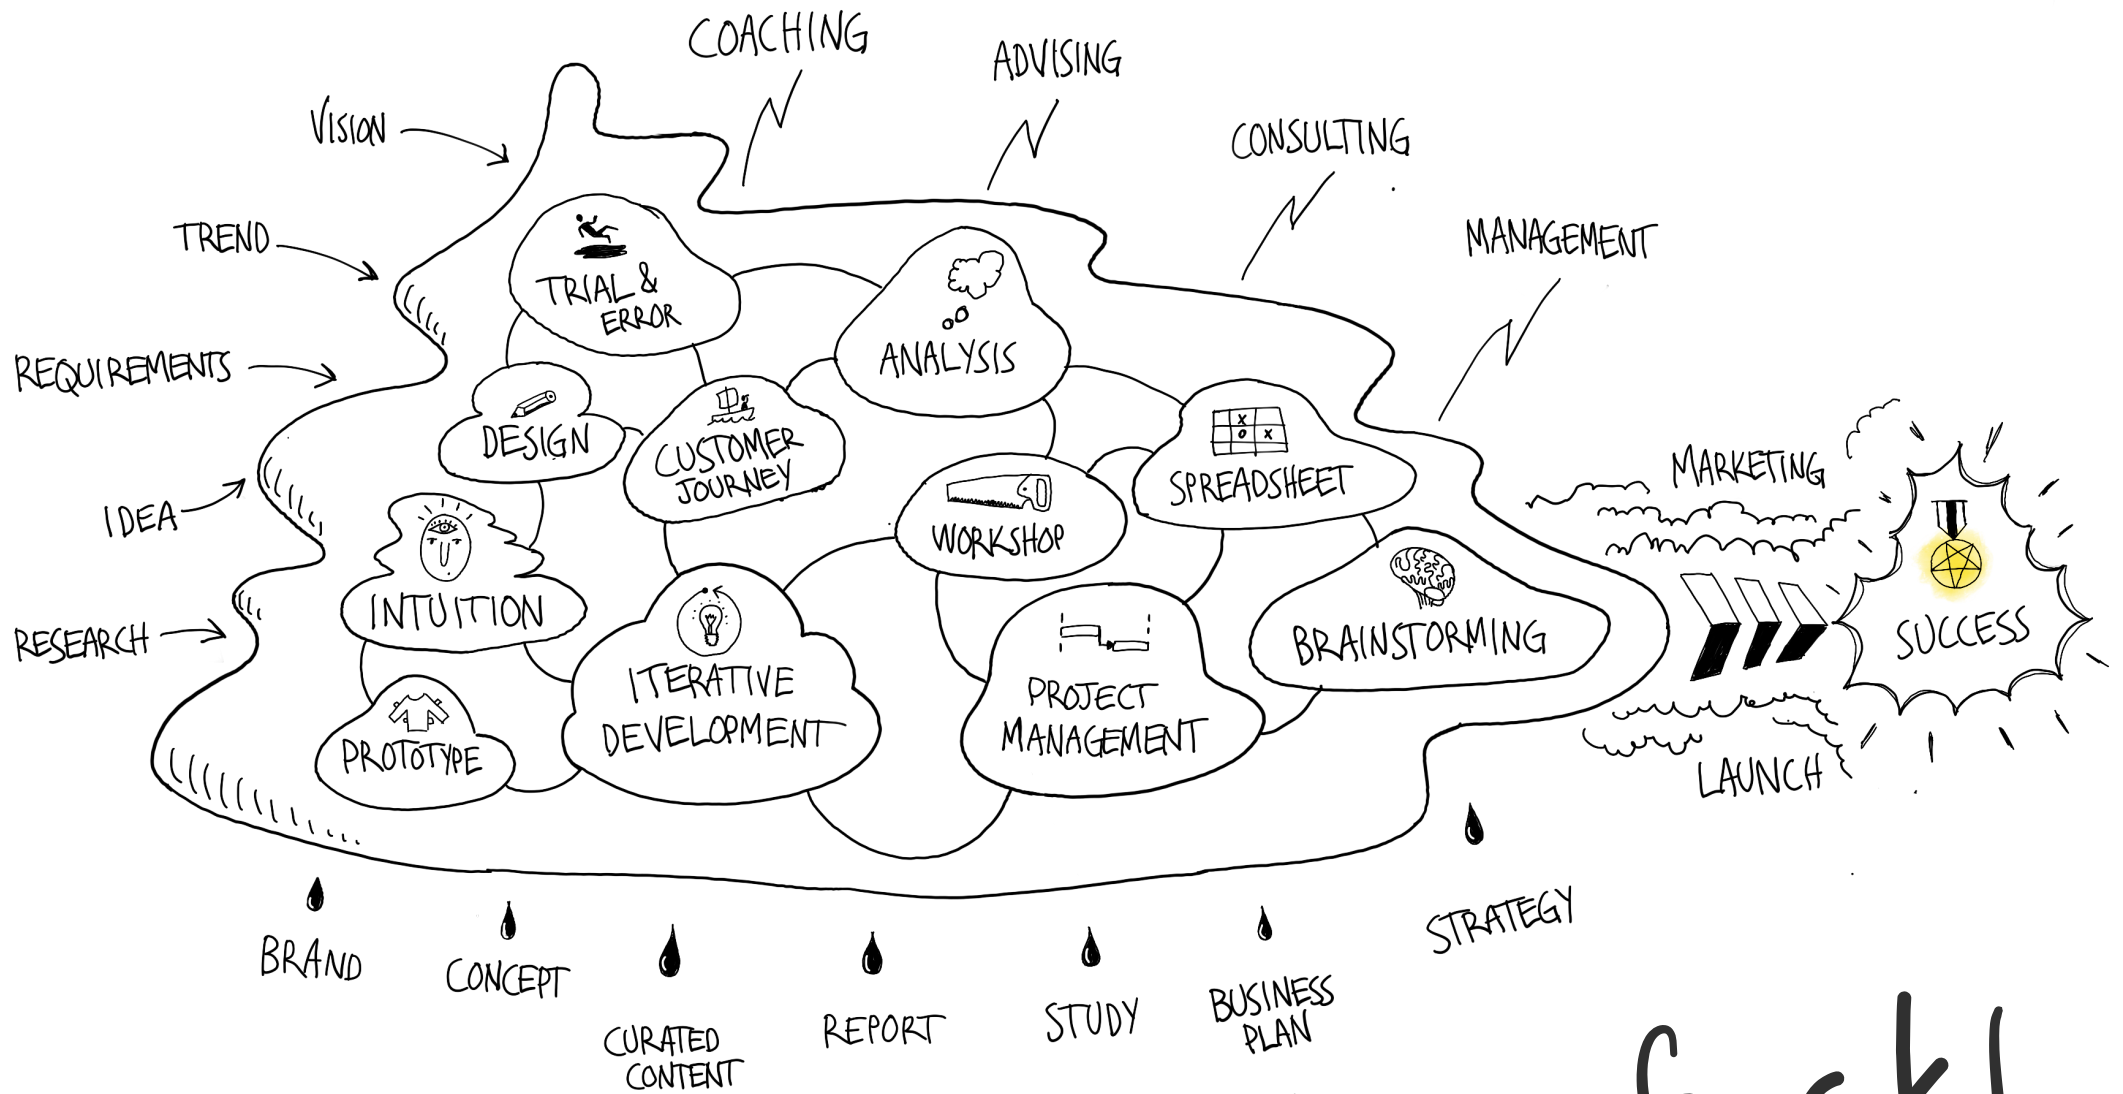 COACHING
ADVISING
VISION
CONSULTING
TREND
MANAGEMENT
TRIAL &
ERROR
REQUIREMENTS
ANALYSIS
DESIGN
CUSTOMER
JOURNEY
X
O X
SPREADSHEET
MARKETING
IDEA
WORKSHOP
INTUITION
RESEARCH
BRAINSTORMING
SUCCESS
ITERATIVE
DEVELOPMENT
PROJECT
MANAGEMENT
PROTOTYPE
LAUNCH
STRATEGY
BRAND
CONCEPT
BUSINESS
PLAN
REPORT
STUDY
CURATED
CONTENT